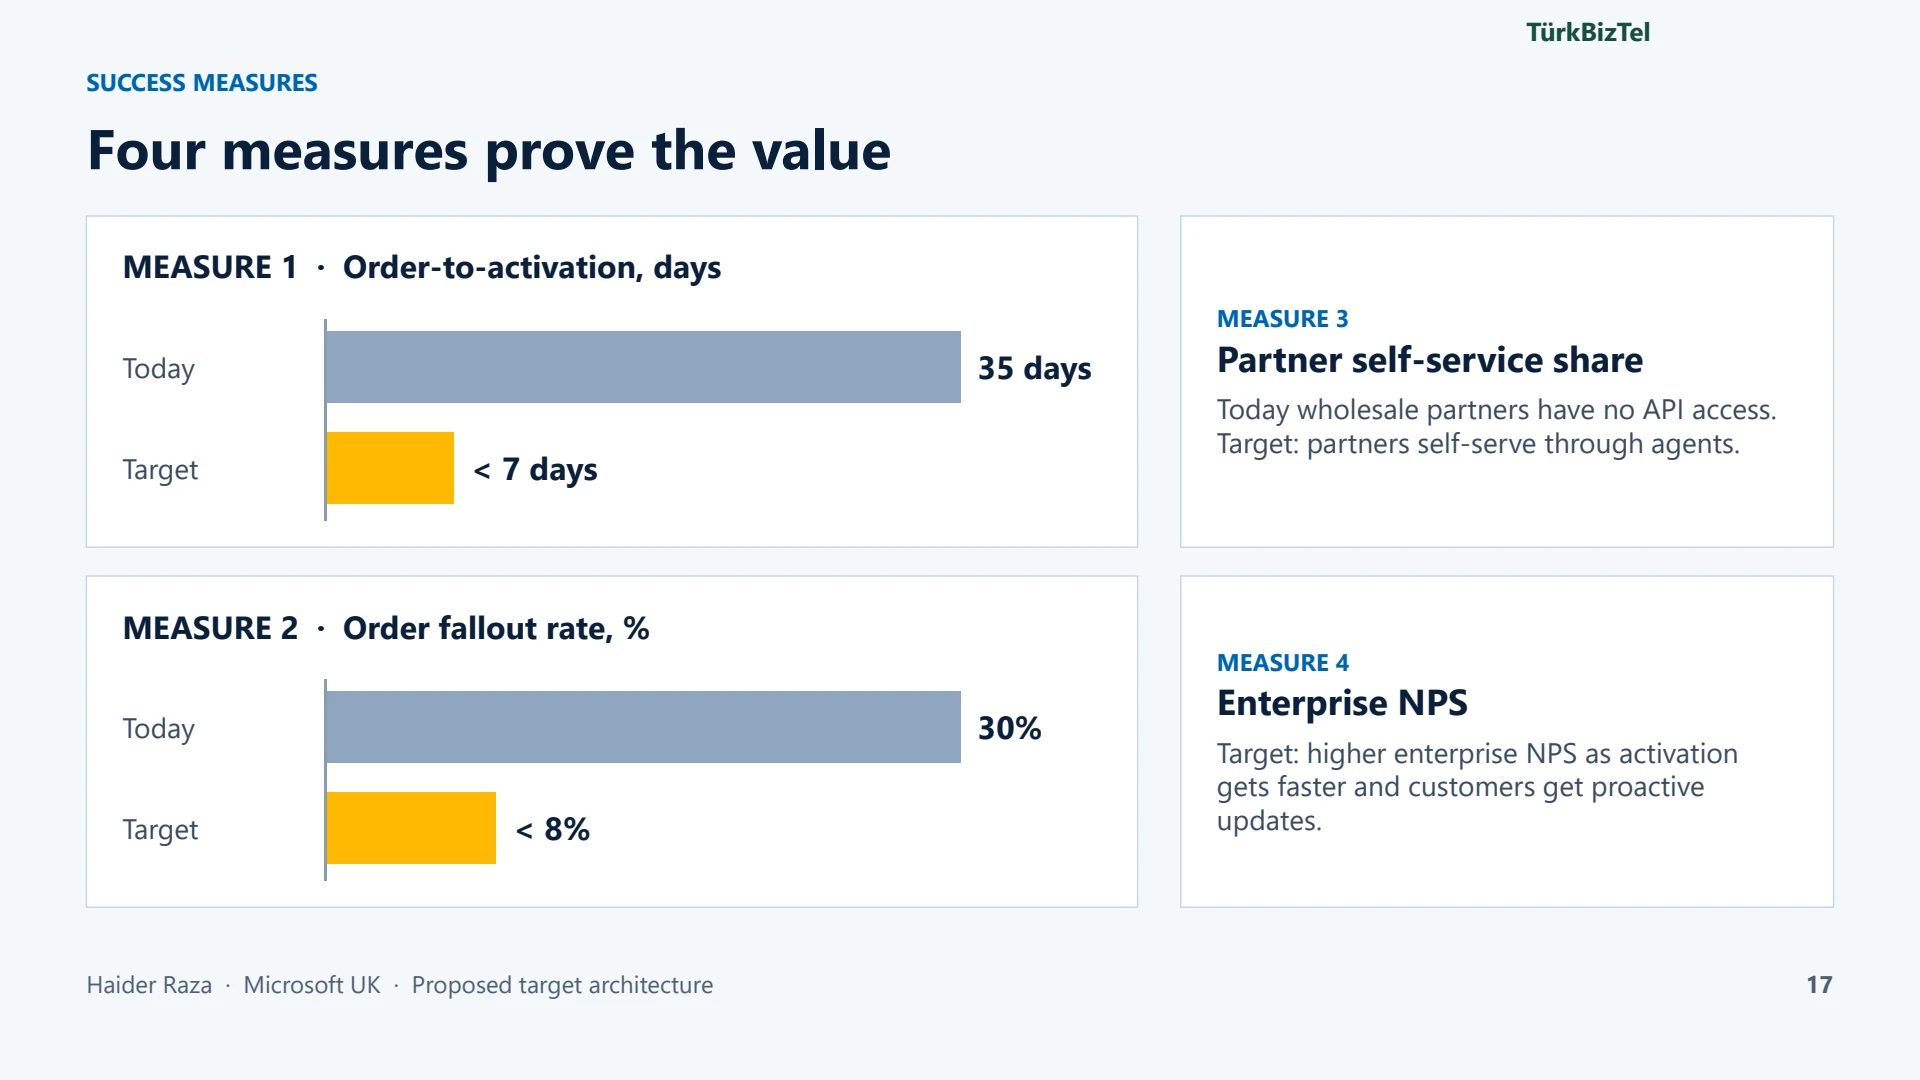 TürkBizTel
SUCCESS MEASURES
Four measures prove the value
MEASURE 1 · Order-to-activation, days
Today
35 days
Target
< 7 days
MEASURE 2 · Order fallout rate, %
Today
30%
Target
< 8%
MEASURE 3
Partner self-service share
Today wholesale partners have no API access.
Target: partners self-serve through agents.
MEASURE 4
Enterprise NPS
Target: higher enterprise NPS as activation
gets faster and customers get proactive
updates.
Haider Raza · Microsoft UK · Proposed target architecture
17